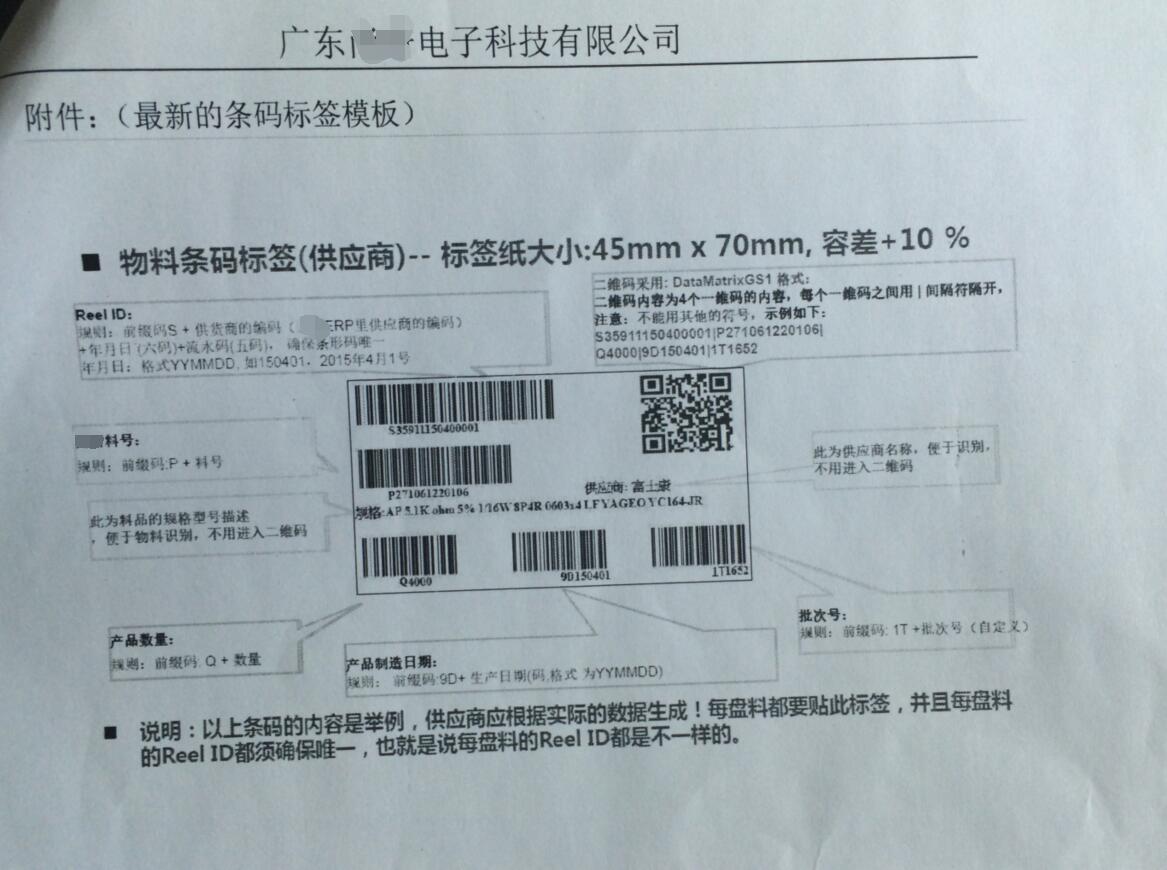 广东 电子科技有限公司
附件：（最新的条码标签模板）
■ 物料条码标签(供应商)-- 标签纸大小:45mm x 70mm, 容差+10 %
Reel ID:
规则：前缀码S + 供货商的编码（ ERP里供应商的编码）
+年月日 (六码)+流水码(五码)，确保条形码唯一
年月日：格式YYMMDD, 如150401，2015年4月1号
二维码采用: DataMatrixGS1 格式：
二维码内容为4个一维码的内容，每个一维码之间用 | 间隔符隔开，
注意：不能用其他的符号，示例如下：
S35911150400001|P271061220106|
Q4000|9D150401|1T1652
S35911150400001
料号：
规则：前缀码:P + 料号
P271061220106
供应商: 富士康
此为供应商名称，便于识别，
不用进入二维码
规格:AP 5.1K ohm 5% 1/16W 8P4R 0603x4 LF YAGEO YC164-JR
此为料品的规格型号描述
，便于物料识别，不用进入二维码
Q4000
9D150401
1T1652
产品数量：
规则：前缀码: Q + 数量
产品制造日期：
规则： 前缀码:9D+ 生产日期(码,格式 为YYMMDD)
批次号：
规则：前缀码: 1T +批次号（自定义）
■ 说明：以上条码的内容是举例，供应商应根据实际的数据生成！每盘料都要贴此标签，并且每盘料
的Reel ID都须确保唯一，也就是说每盘料的Reel ID都是不一样的。